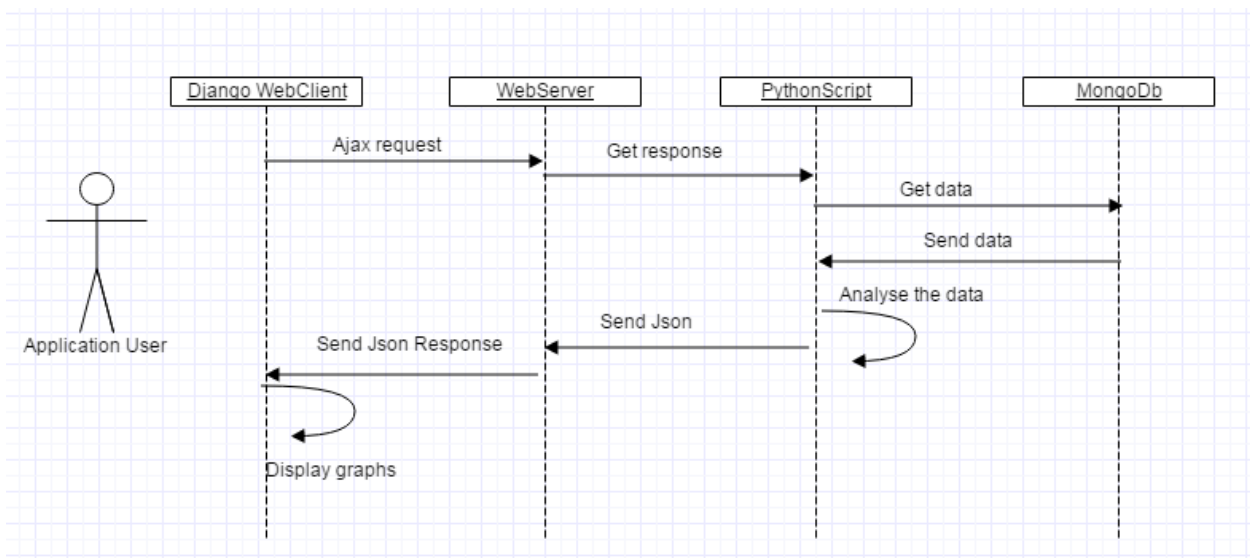 Django WebClient
WebServer
PythonScript
MongoDb
Ajax request
Get response
Get data
Send data
Analyse the data
Send Json
Send Json Response
Application User
Display graphs